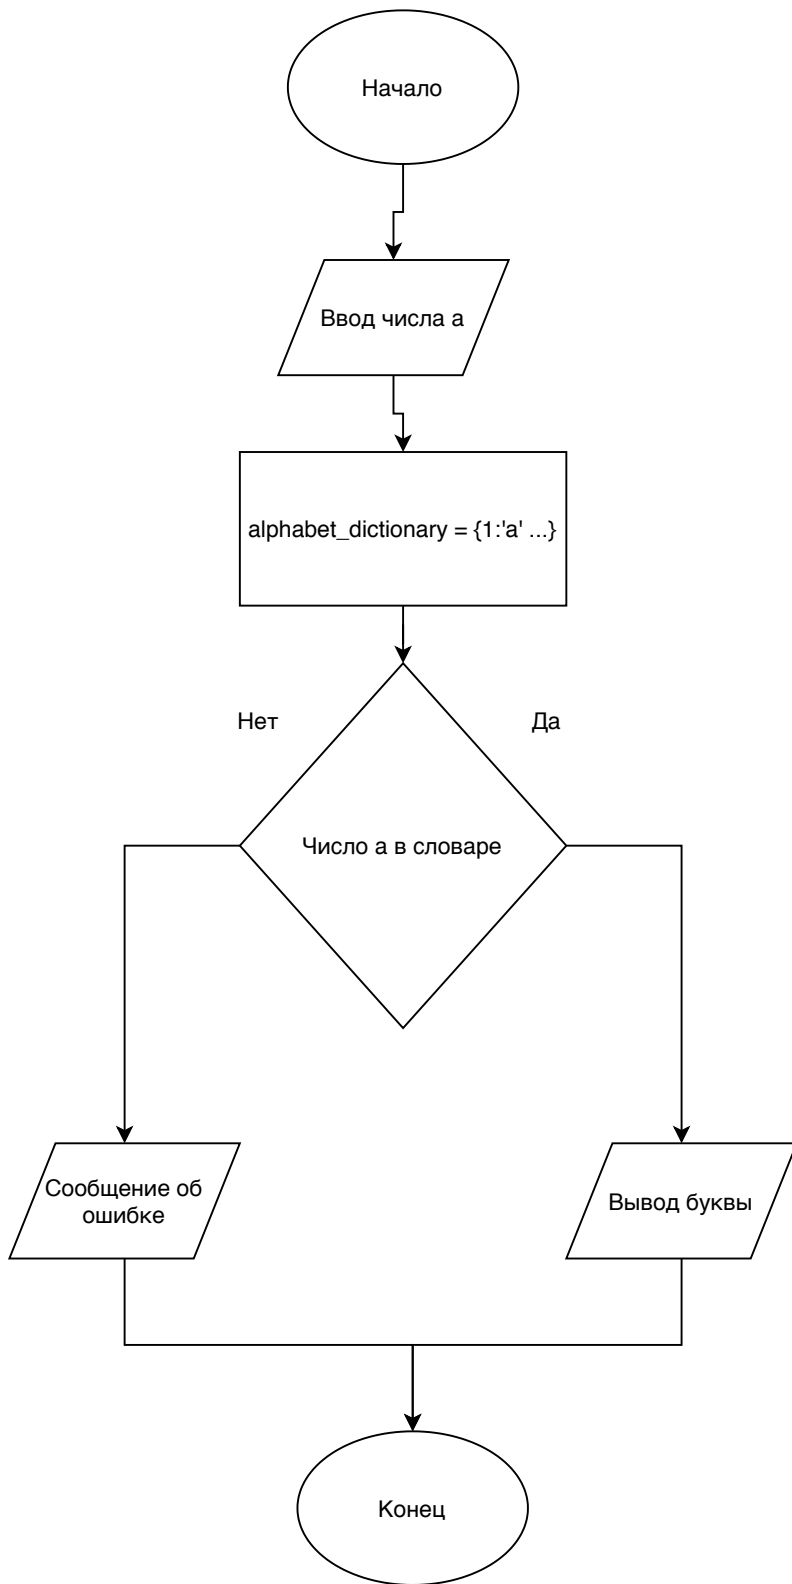 Начало
Ввод числа а
alphabet_dictionary = {1:'a' ...}
Нет
Да
Число а в словаре
Сообщение об
ошибке
Вывод буквы
Конец